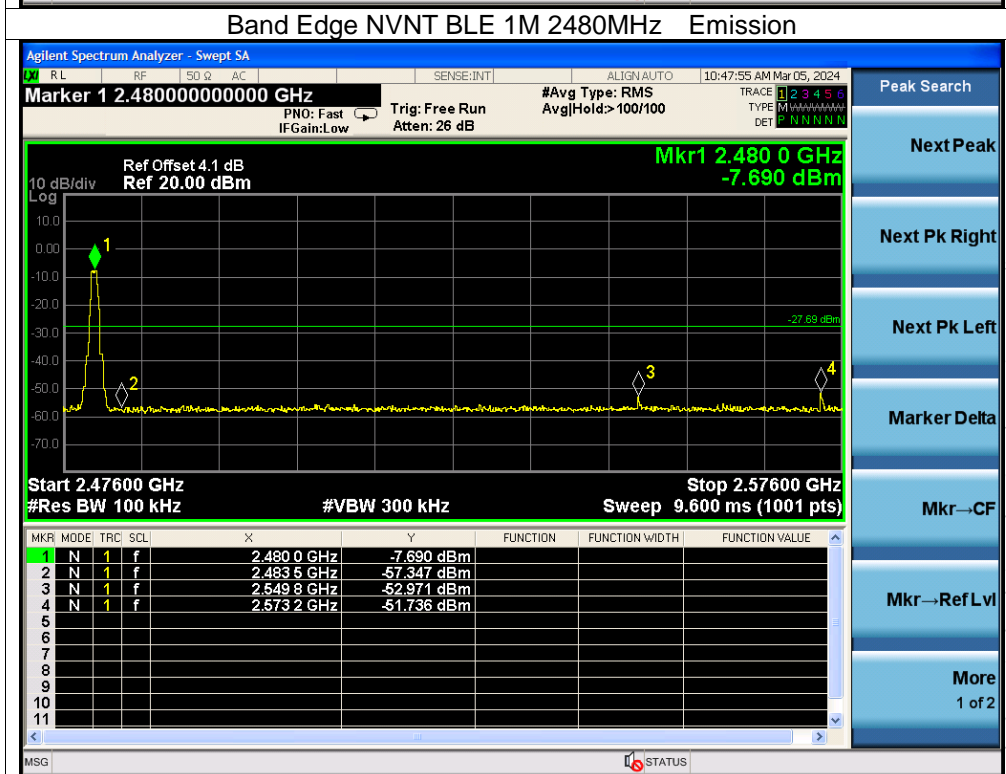 Band Edge NVNT BLE 1M 2480MHz Emission
Agilent Spectrum Analyzer - Swept SA
LXI RL RF 50 Ω AC SENSE:INT ALIGN AUTO 10:47:55 AM Mar 05, 2024
Marker 1 2.480000000000 GHz #Avg Type: RMS TRACE 1 2 3 4 5 6
PNO: Fast Trig: Free Run Avg|Hold:>100/100 TYPE M WWWWW
IFGain:Low Atten: 26 dB DET P N N N N N
Peak Search
Mkr1 2.480 0 GHz
Ref Offset 4.1 dB
10 dB/div Ref 20.00 dBm -7.690 dBm
Log
10.0
0.00
-10.0
-20.0
-30.0
-40.0
-50.0
-60.0
-70.0
1
2
3
4
-27.69 dBm
Start 2.47600 GHz Stop 2.57600 GHz
#Res BW 100 kHz #VBW 300 kHz Sweep 9.600 ms (1001 pts)
MKR MODE TRC SCL X Y FUNCTION FUNCTION WIDTH FUNCTION VALUE
1 N 1 f 2.480 0 GHz -7.690 dBm
2 N 1 f 2.483 5 GHz -57.347 dBm
3 N 1 f 2.549 8 GHz -52.971 dBm
4 N 1 f 2.573 2 GHz -51.736 dBm
5
6
7
8
9
10
11
Next Peak
Next Pk Right
Next Pk Left
Marker Delta
Mkr→CF
Mkr→Ref Lvl
More
1 of 2
MSG STATUS